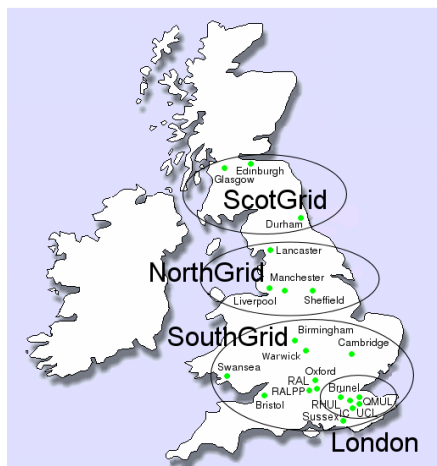 Edinburgh
Glasgow
ScotGrid
Durham
Lancaster
NorthGrid
Manchester
Liverpool
Sheffield
SouthGrid
Birmingham
Cambridge
Warwick
Swansea
Oxford
RAL
RALPP
Brunel
Bristol
RHUL
QMUL
IC
UCL
Sussex
London